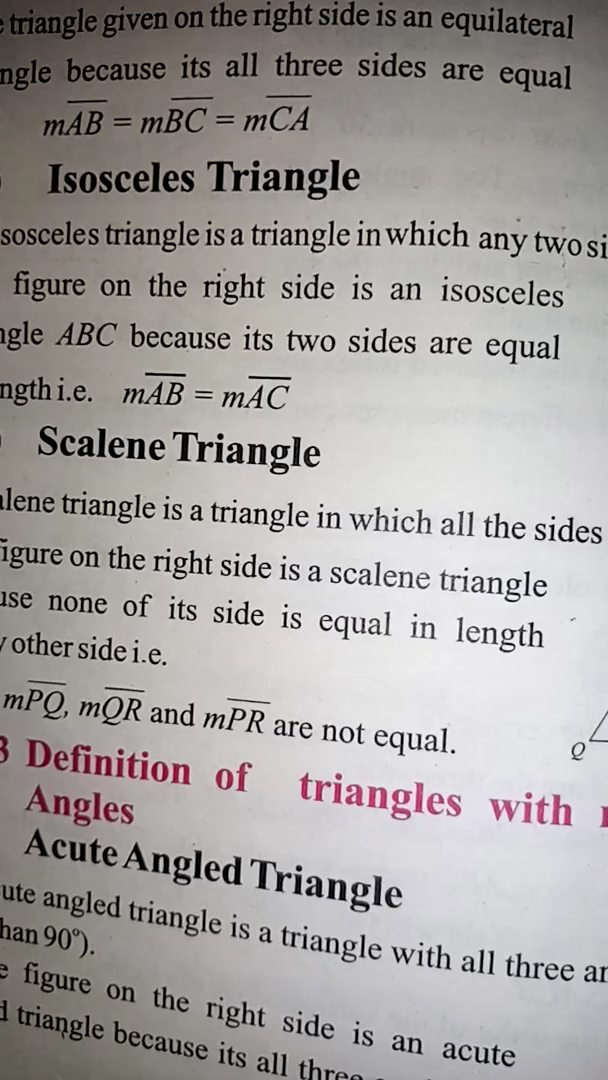 triangle given on the right side is an equilateral
ngle because its all three sides are equal
mAB = mBC = mCA
Isosceles Triangle
sosceles triangle is a triangle in which any two si
figure on the right side is an isosceles
ngle ABC because its two sides are equal
ngth i.e. mAB = mAC
Scalene Triangle
alene triangle is a triangle in which all the sides
igure on the right side is a scalene triangle
use none of its side is equal in length
other side i.e.
mPQ, mQR and mPR are not equal.
Q
3 Definition of triangles with
Angles
Acute Angled Triangle
ute angled triangle is a triangle with all three an
han 90°).
e figure on the right side is an acute
d triangle because its all three